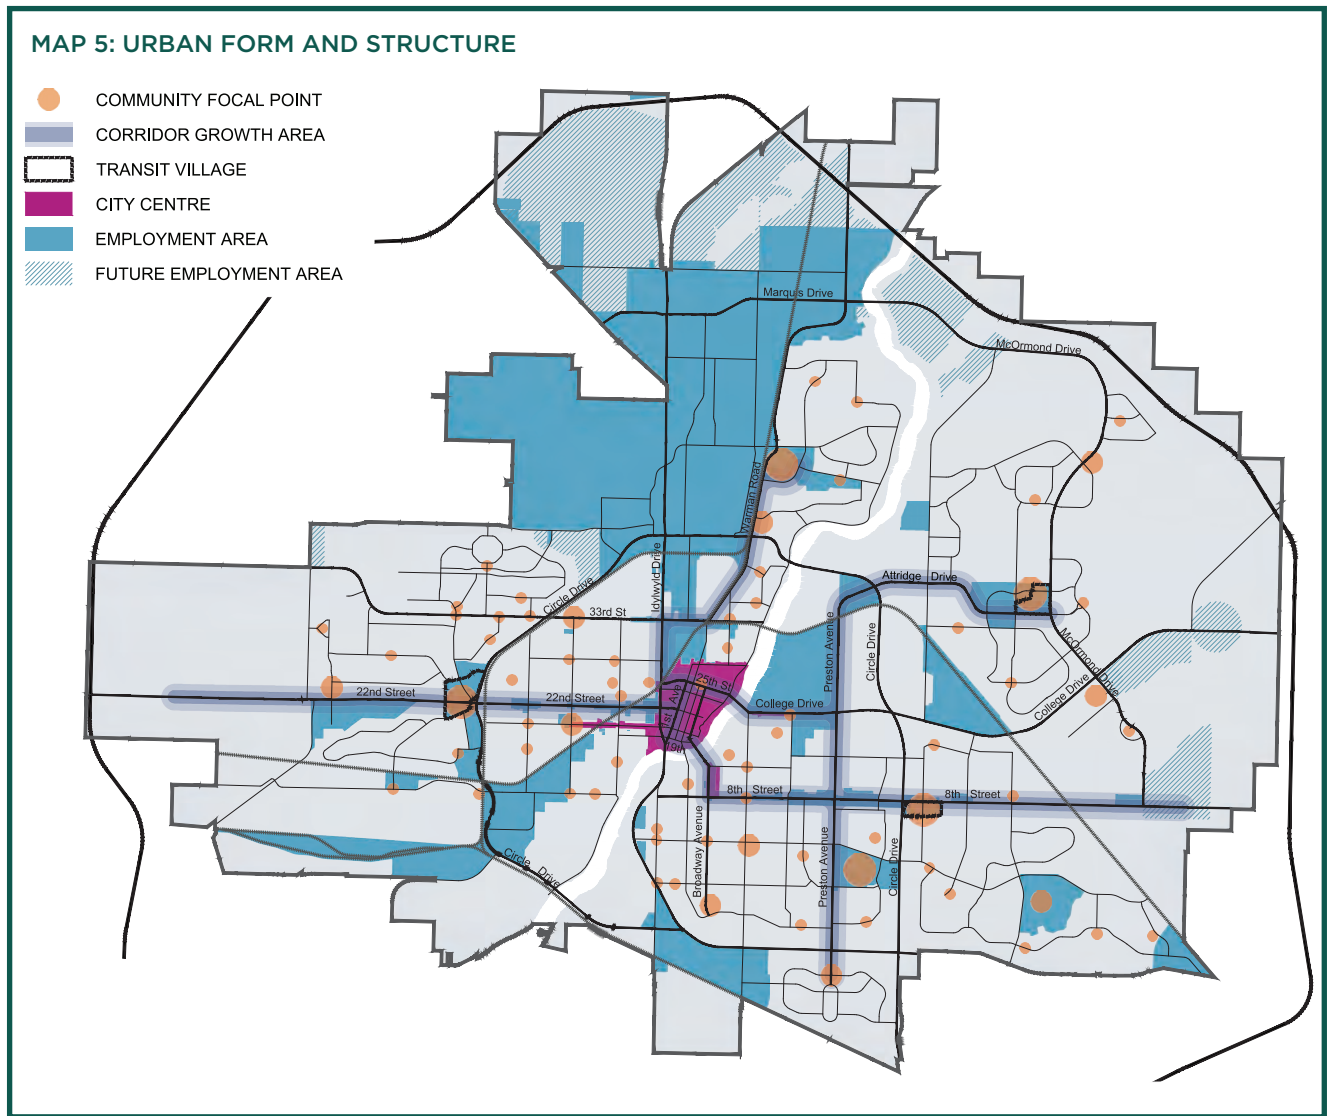 MAP 5: URBAN FORM AND STRUCTURE
COMMUNITY FOCAL POINT
CORRIDOR GROWTH AREA
TRANSIT VILLAGE
CITY CENTRE
EMPLOYMENT AREA
FUTURE EMPLOYMENT AREA
Marquis Drive
McOrmond Drive
Warman Road
Idylwyld Drive
Circle Drive
Attridge Drive
33rd St
Preston Avenue
Circle Drive
McOrmond Drive
22nd Street
22nd Street
25th St
1st Ave
College Drive
College Drive
19th
8th Street
8th Street
Broadway Avenue
Preston Avenue
Circle Drive
Circle Drive